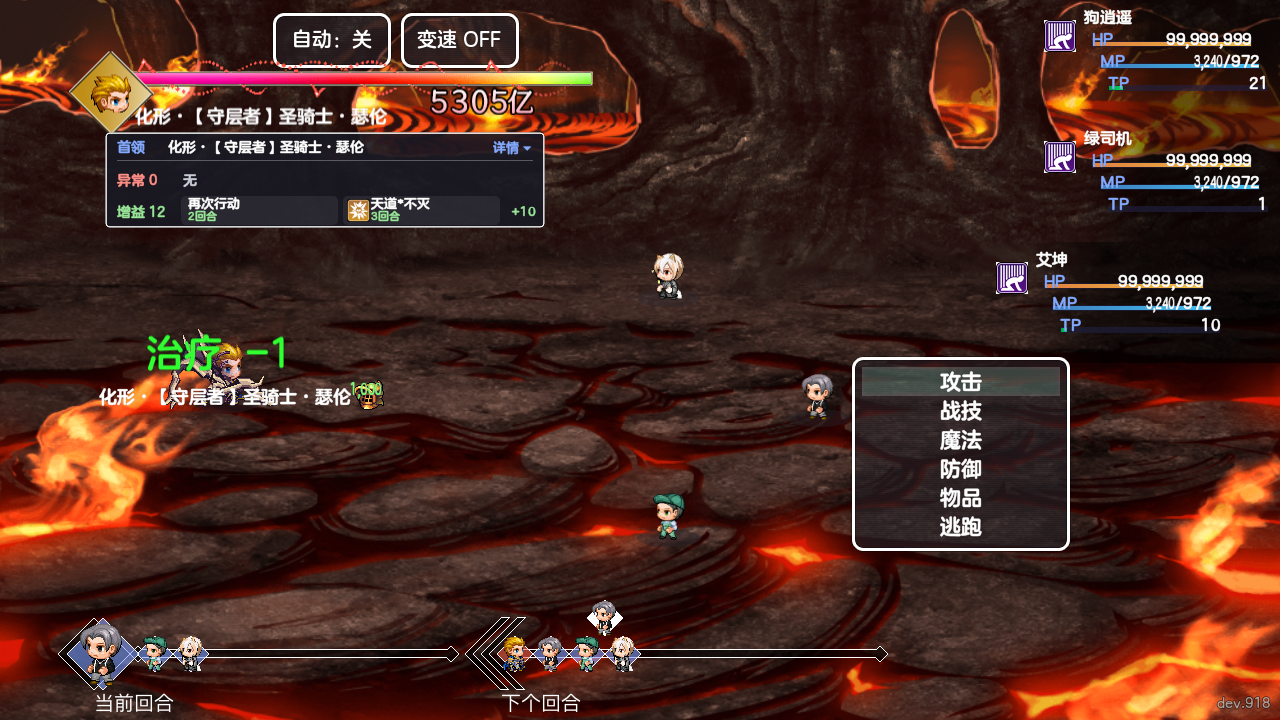 自动：关
变速 OFF
5305亿
化形·【守层者】圣骑士·瑟伦
首领 化形·【守层者】圣骑士·瑟伦 详情
异常 0 无
增益 12 再次行动 2回合 天道*不灭 3回合 +10
狗逍遥
HP 99,999,999
MP 3,240/972
TP 21
绿司机
HP 99,999,999
MP 3,240/972
TP 1
艾坤
HP 99,999,999
MP 3,240/972
TP 10
治疗 -1
化形·【守层者】圣骑士·瑟伦
攻击
战技
魔法
防御
物品
逃跑
当前回合
下个回合
dev.918